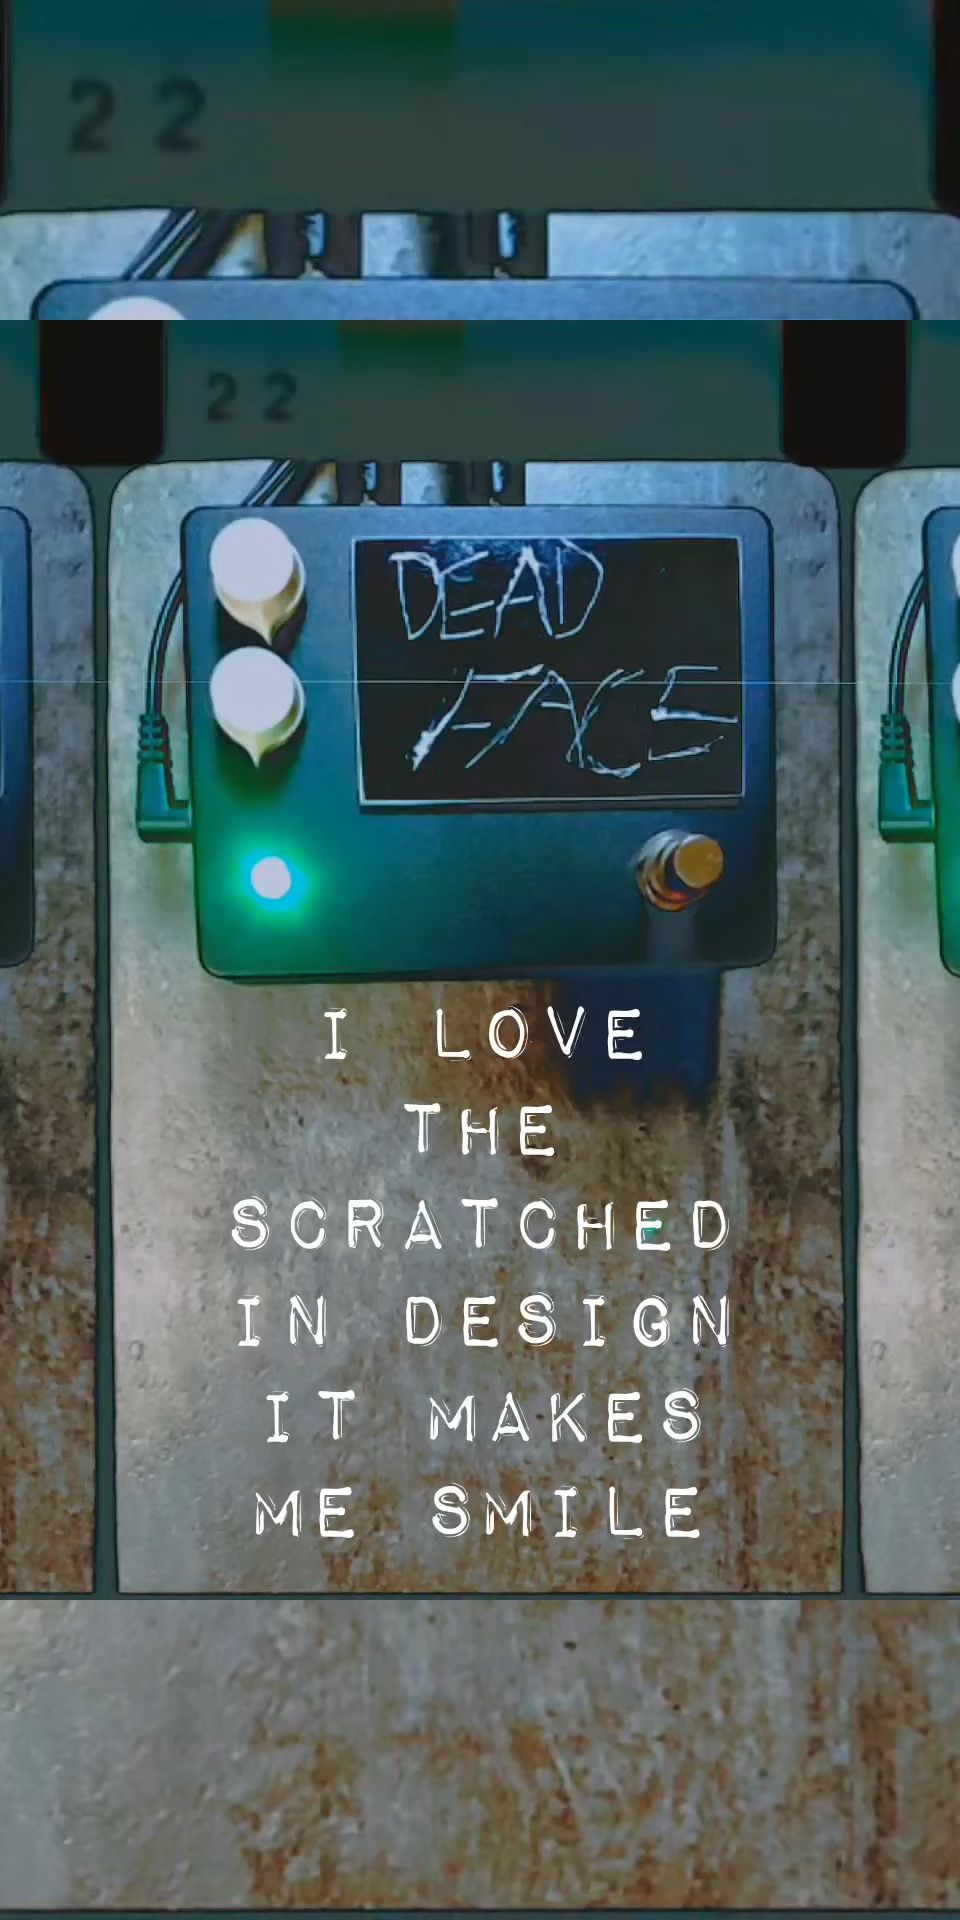 22
22
DEAD
FACE
I LOVE
THE
SCRATCHED
IN DESIGN
IT MAKES
ME SMILE